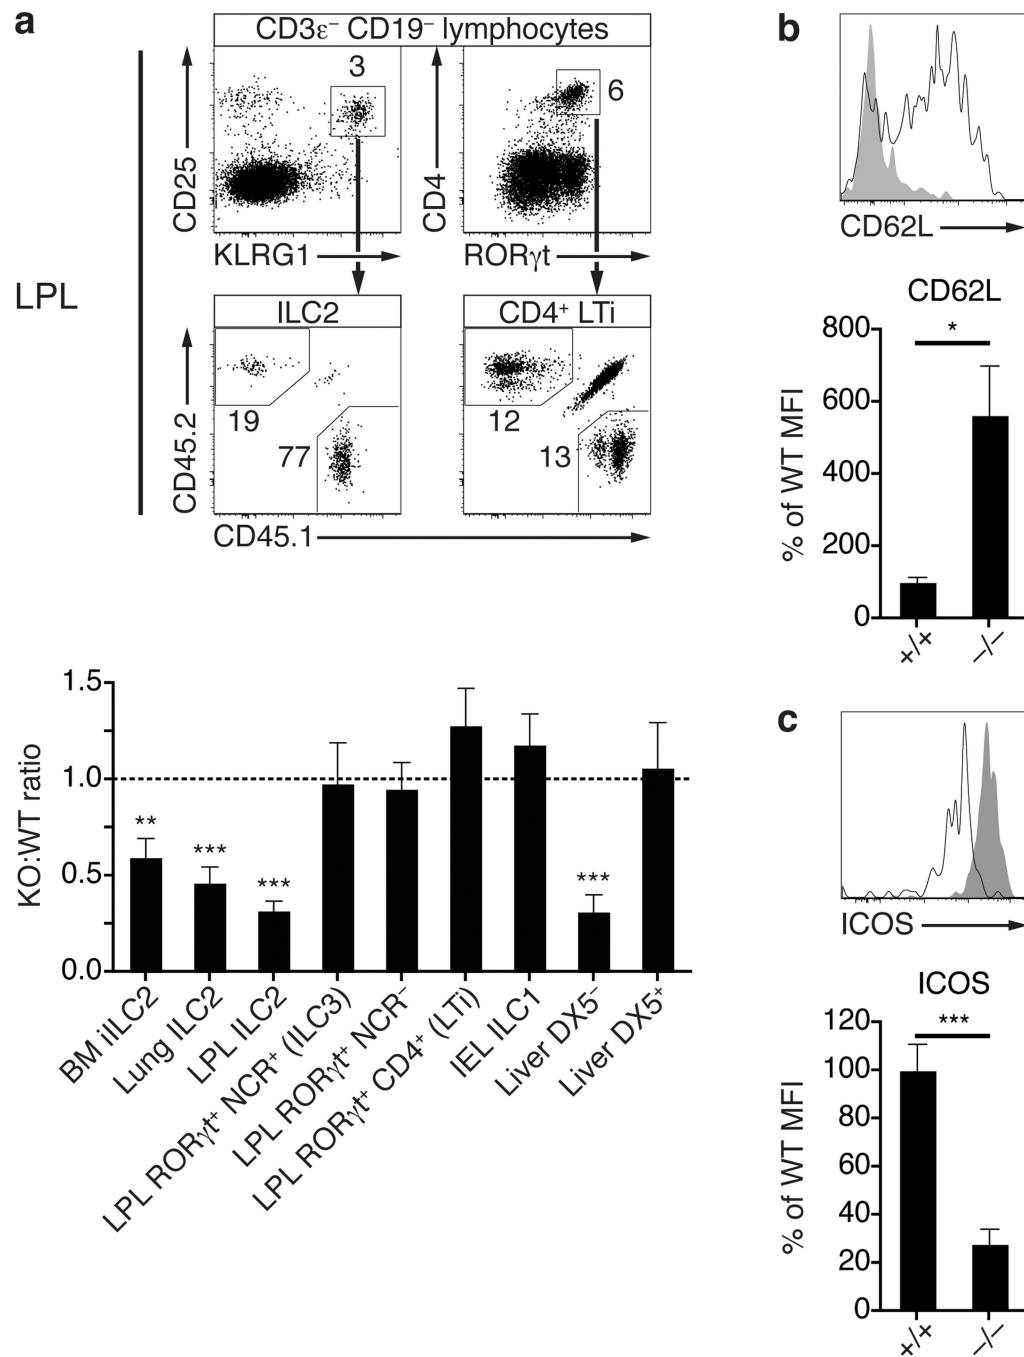 a
CD3ε⁻ CD19⁻ lymphocytes
3
6
CD25
CD4
KLRG1
RORγt
LPL
ILC2
CD4⁺ LTi
19
77
12
13
CD45.2
CD45.1
1.5
1.0
0.5
0.0
KO:WT ratio
**
***
***
***
BM iILC2
Lung ILC2
LPL ILC2
LPL RORγt⁺ NCR⁺ (ILC3)
LPL RORγt⁺ NCR⁻
LPL RORγt⁺ CD4⁺ (LTi)
IEL ILC1
Liver DX5⁻
Liver DX5⁺
b
CD62L
CD62L
*
800
600
400
200
0
% of WT MFI
+/+
–/–
c
ICOS
ICOS
***
120
100
80
60
40
20
0
% of WT MFI
+/+
–/–